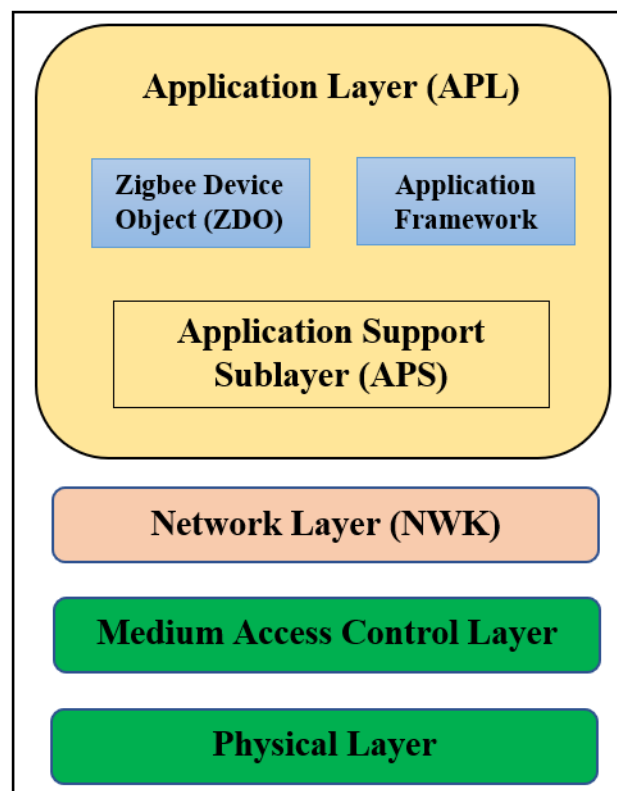 Application Layer (APL)
Zigbee Device
Object (ZDO)
Application
Framework
Application Support
Sublayer (APS)
Network Layer (NWK)
Medium Access Control Layer
Physical Layer